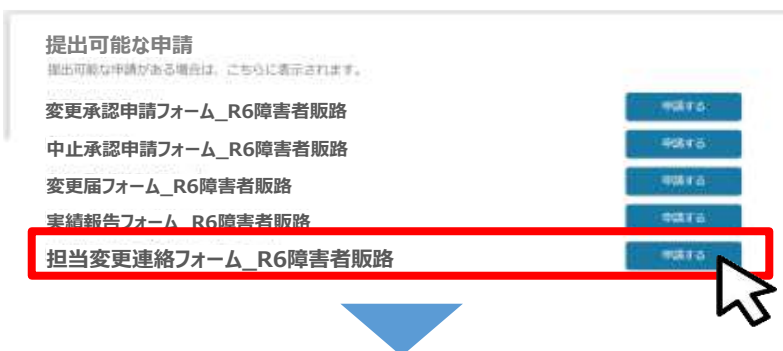 提出可能な申請
提出可能な申請がある場合は、こちらに表示されます。
変更承認申請フォーム_R6障害者販路
申請する
中止承認申請フォーム_R6障害者販路
申請する
変更届フォーム_R6障害者販路
申請する
実績報告フォーム_R6障害者販路
申請する
担当変更連絡フォーム_R6障害者販路
申請する